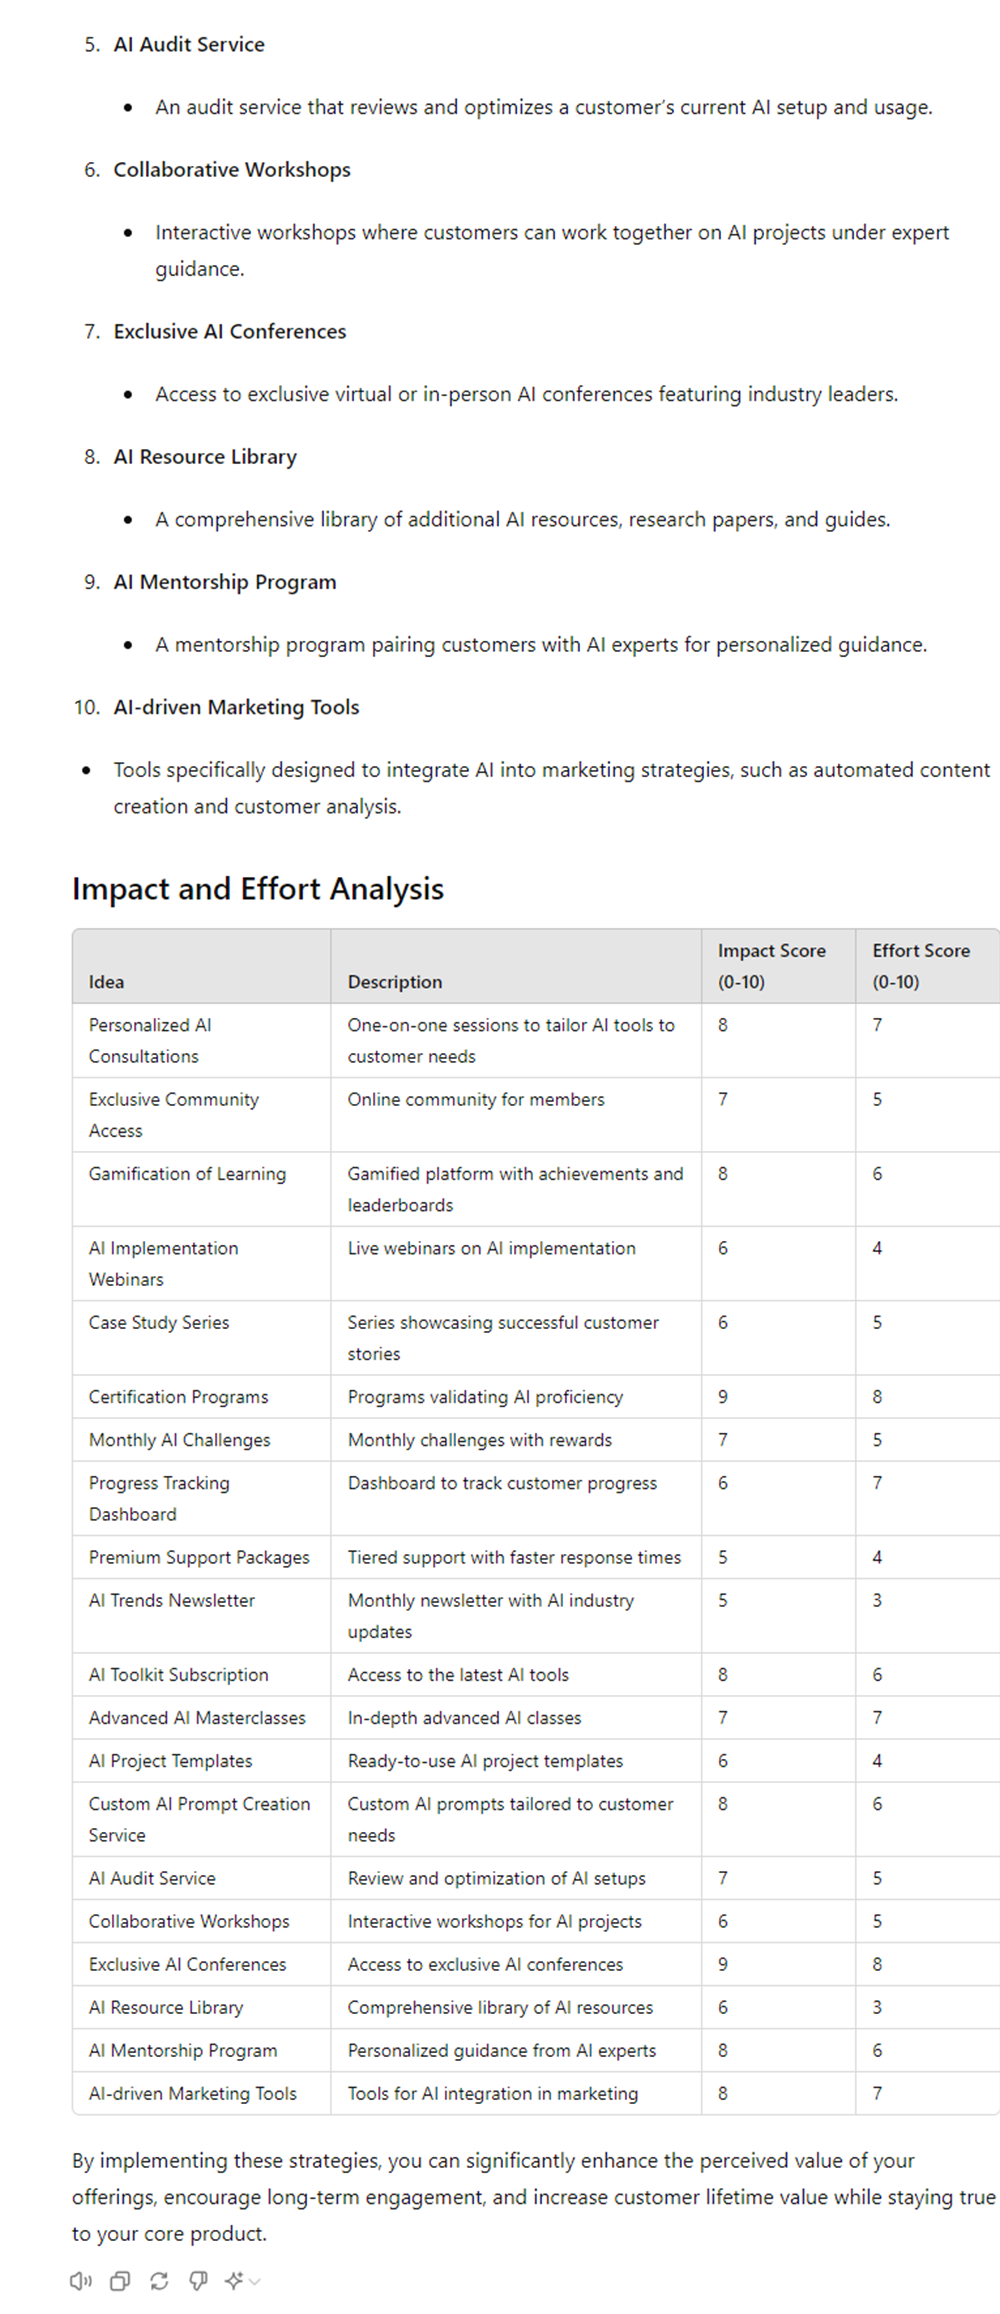 5. AI Audit Service
• An audit service that reviews and optimizes a customer's current AI setup and usage.
6. Collaborative Workshops
• Interactive workshops where customers can work together on AI projects under expert
guidance.
7. Exclusive AI Conferences
• Access to exclusive virtual or in-person AI conferences featuring industry leaders.
8. AI Resource Library
• A comprehensive library of additional AI resources, research papers, and guides.
9. AI Mentorship Program
• A mentorship program pairing customers with AI experts for personalized guidance.
10. AI-driven Marketing Tools
• Tools specifically designed to integrate AI into marketing strategies, such as automated content
creation and customer analysis.
Impact and Effort Analysis
Impact Score Effort Score
Idea Description (0-10) (0-10)
Personalized AI One-on-one sessions to tailor AI tools to 8 7
Consultations customer needs
Exclusive Community Online community for members 7 5
Access
Gamification of Learning Gamified platform with achievements and 8 6
leaderboards
AI Implementation Live webinars on AI implementation 6 4
Webinars
Case Study Series Series showcasing successful customer 6 5
stories
Certification Programs Programs validating AI proficiency 9 8
Monthly AI Challenges Monthly challenges with rewards 7 5
Progress Tracking Dashboard to track customer progress 6 7
Dashboard
Premium Support Packages Tiered support with faster response times 5 4
AI Trends Newsletter Monthly newsletter with AI industry 5 3
updates
AI Toolkit Subscription Access to the latest AI tools 8 6
Advanced AI Masterclasses In-depth advanced AI classes 7 7
AI Project Templates Ready-to-use AI project templates 6 4
Custom AI Prompt Creation Custom AI prompts tailored to customer 8 6
Service needs
AI Audit Service Review and optimization of AI setups 7 5
Collaborative Workshops Interactive workshops for AI projects 6 5
Exclusive AI Conferences Access to exclusive AI conferences 9 8
AI Resource Library Comprehensive library of AI resources 6 3
AI Mentorship Program Personalized guidance from AI experts 8 6
AI-driven Marketing Tools Tools for AI integration in marketing 8 7
By implementing these strategies, you can significantly enhance the perceived value of your
offerings, encourage long-term engagement, and increase customer lifetime value while staying true
to your core product.